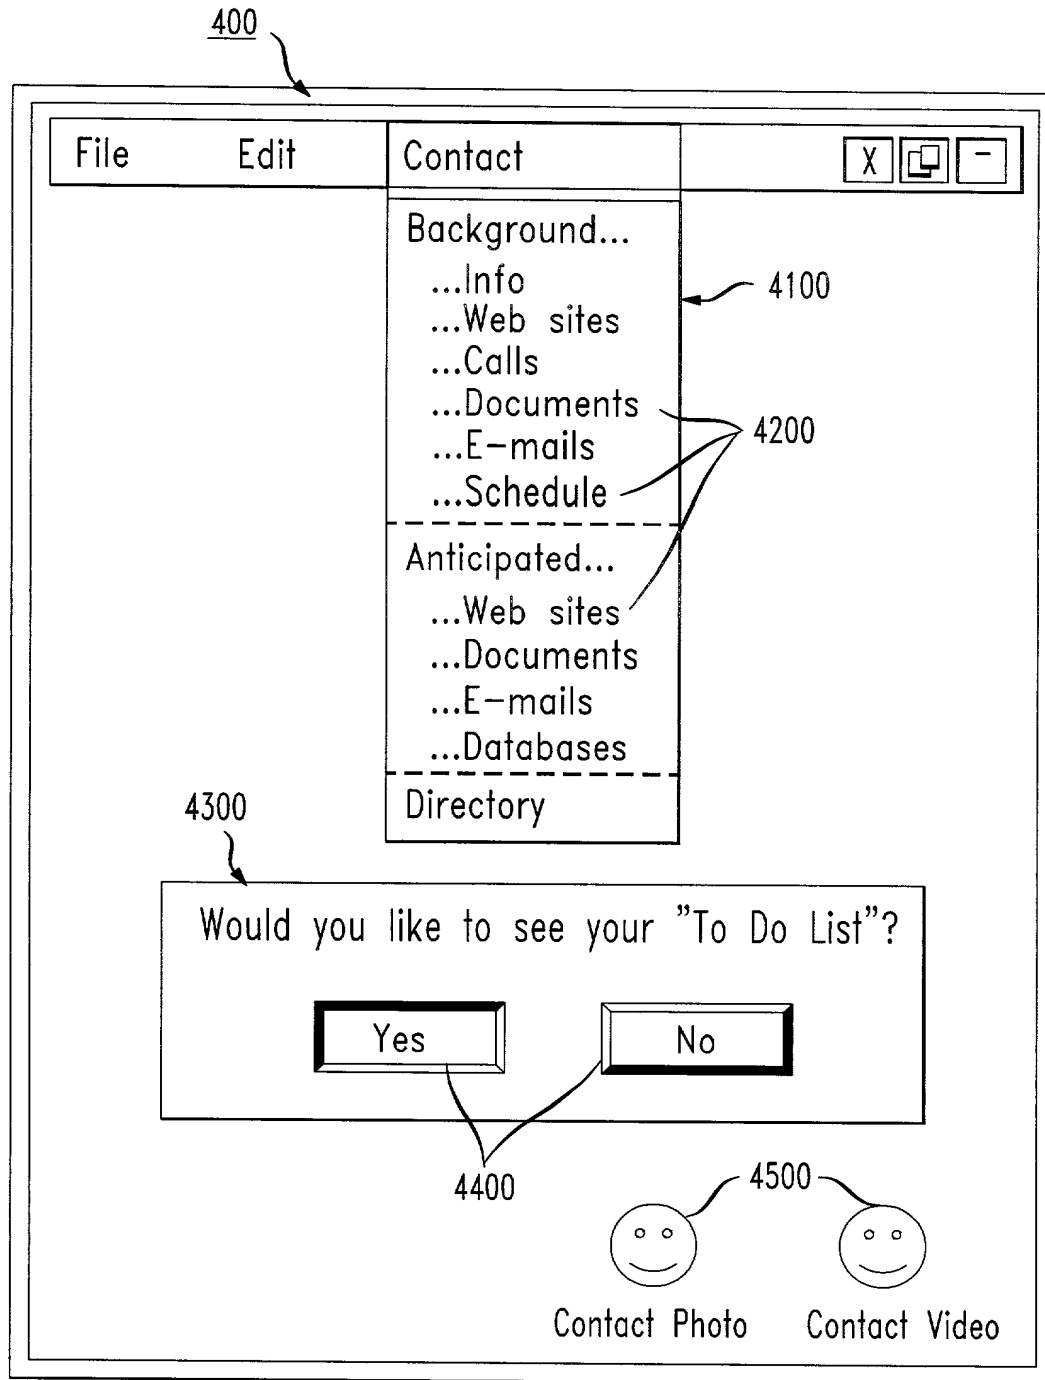 400
File Edit Contact X
Background...
...Info
4100
...Web sites
...Calls
...Documents
4200
...E-mails
...Schedule
Anticipated...
...Web sites
...Documents
...E-mails
...Databases
Directory
4300
Would you like to see your ”To Do List”?
Yes No
4400
4500
Contact Photo Contact Video